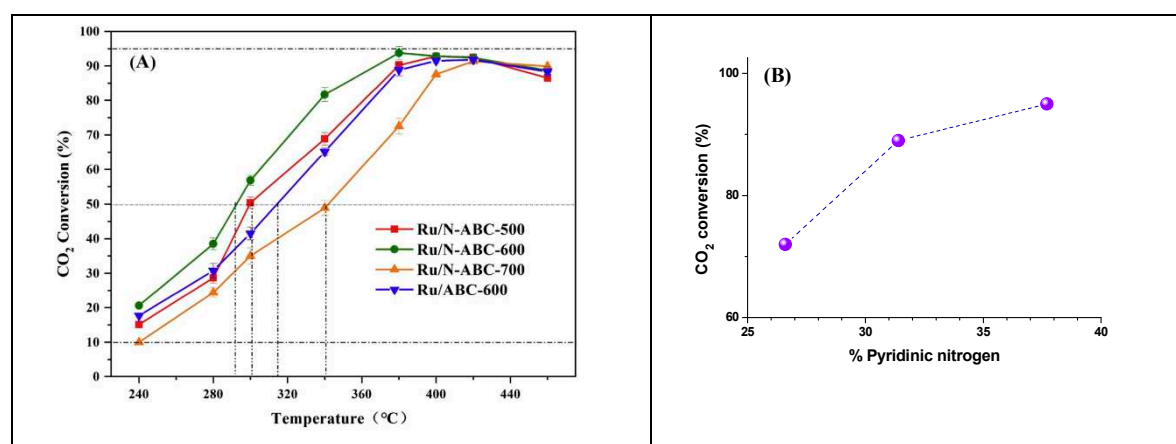 (A)
CO2 Conversion (%)
100
90
80
70
60
50
40
30
20
10
0
Ru/N-ABC-500
Ru/N-ABC-600
Ru/N-ABC-700
Ru/ABC-600
240 280 320 360 400 440
Temperature（°C）
(B)
CO2 conversion (%)
100
80
60
25 30 35 40
% Pyridinic nitrogen